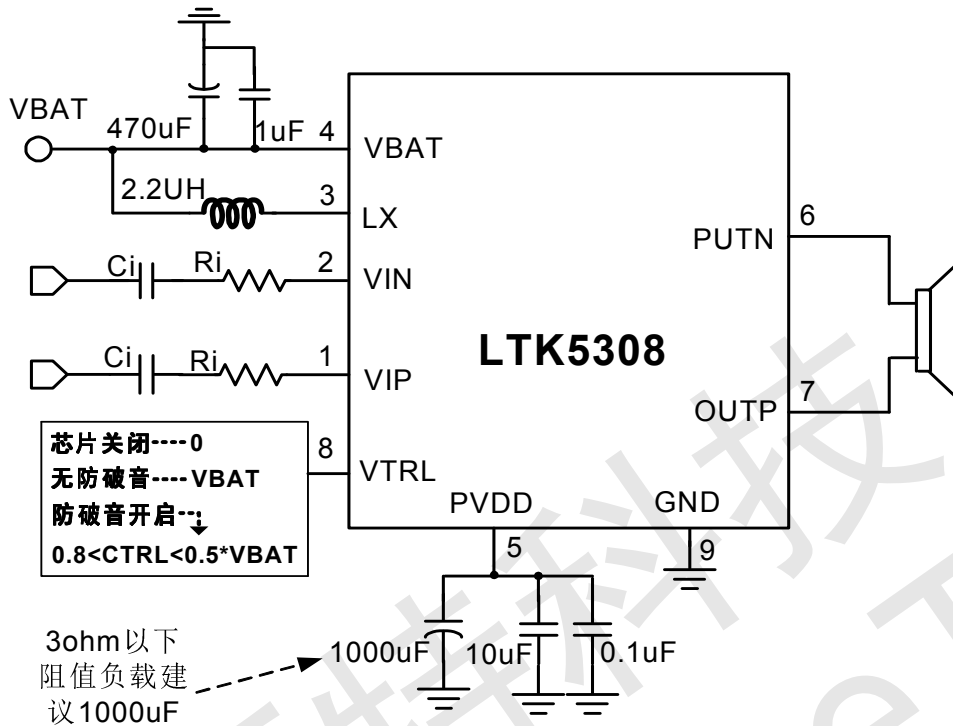 VBAT
470uF
1uF
4
VBAT
2.2UH
3
LX
6
PUTN
Ci
Ri
2
VIN
LTK5308
Ci
Ri
1
VIP
7
OUTP
芯片关闭----0
无防破音----VBAT
防破音开启--
0.8<CTRL<0.5*VBAT
8
VTRL
PVDD
GND
5
9
3ohm以下
阻值负载建
议1000uF
1000uF
10uF
0.1uF
特科技